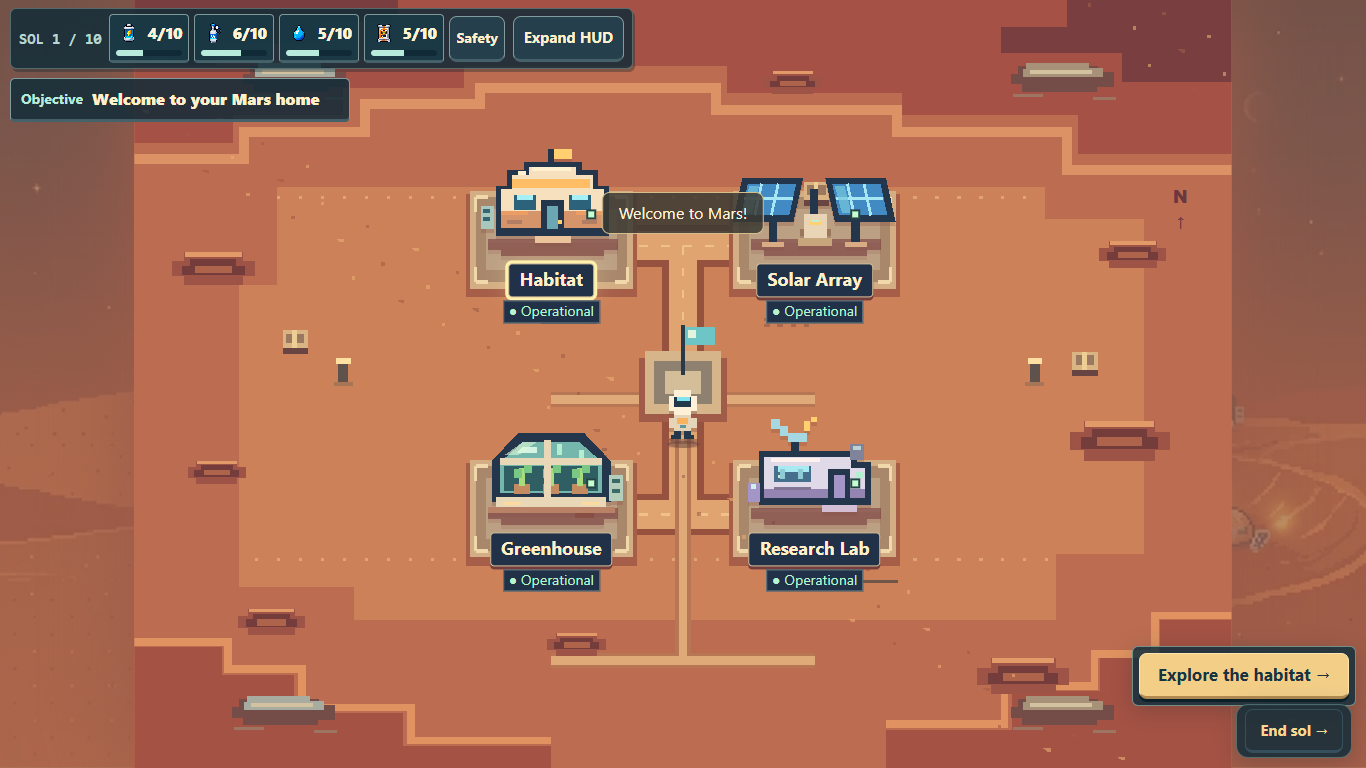 SOL 1 / 10 4/10 6/10 5/10 5/10 Safety Expand HUD
Objective Welcome to your Mars home
N
↑
Welcome to Mars!
Habitat
● Operational
Solar Array
● Operational
Greenhouse
● Operational
Research Lab
● Operational
Explore the habitat →
End sol →